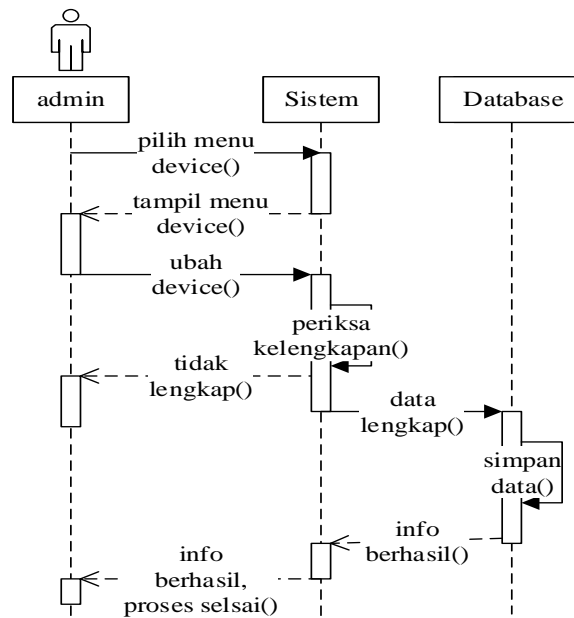 admin
Sistem
Database
pilih menu
device()
tampil menu
device()
ubah
device()
periksa
kelengkapan()
tidak
lengkap()
data
lengkap()
simpan
data()
info
berhasil()
info
berhasil,
proses selsai()